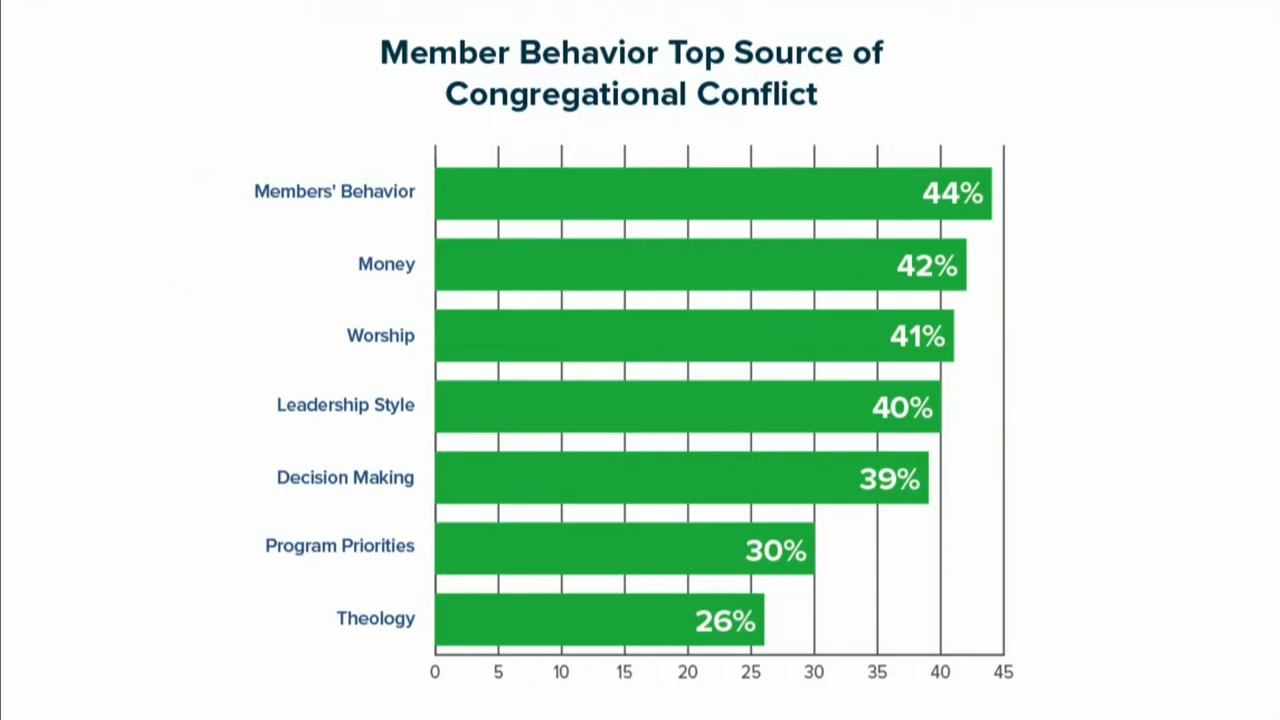 Member Behavior Top Source of
Congregational Conflict
Members' Behavior 44%
Money 42%
Worship 41%
Leadership Style 40%
Decision Making 39%
Program Priorities 30%
Theology 26%
0 5 10 15 20 25 30 35 40 45